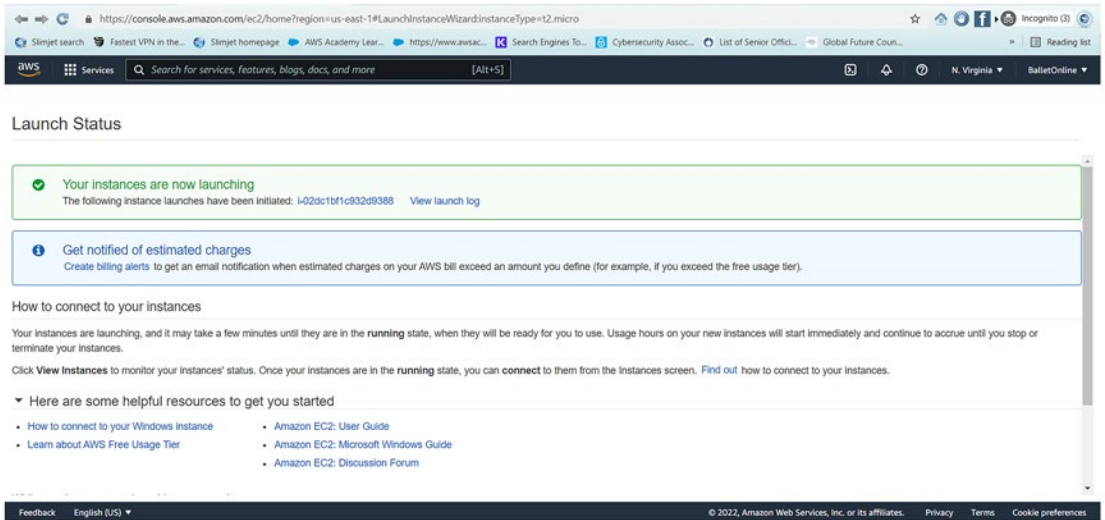 https://console.aws.amazon.com/ec2/home?region=us-east-1#LaunchInstanceWizard:instanceType=t2.micro
Incognito (3)
Slimjet search Fastest VPN in the... Slimjet homepage AWS Academy Lear... https://www.awsac... Search Engines To... Cybersecurity Assoc... List of Senior Offici... Global Future Coun... » Reading list
aws Services Search for services, features, blogs, docs, and more [Alt+S] N. Virginia ▼ BalletOnline ▼
Launch Status
Your instances are now launching
The following instance launches have been initiated: i-02dc1bf1c932d9388 View launch log
Get notified of estimated charges
Create billing alerts to get an email notification when estimated charges on your AWS bill exceed an amount you define (for example, if you exceed the free usage tier).
How to connect to your instances
Your instances are launching, and it may take a few minutes until they are in the running state, when they will be ready for you to use. Usage hours on your new instances will start immediately and continue to accrue until you stop or
terminate your instances.
Click View Instances to monitor your instances' status. Once your instances are in the running state, you can connect to them from the Instances screen. Find out how to connect to your instances.
Here are some helpful resources to get you started
• How to connect to your Windows instance
• Learn about AWS Free Usage Tier
• Amazon EC2: User Guide
• Amazon EC2: Microsoft Windows Guide
• Amazon EC2: Discussion Forum
Feedback English (US) ▼ © 2022, Amazon Web Services, Inc. or its affiliates. Privacy Terms Cookie preferences